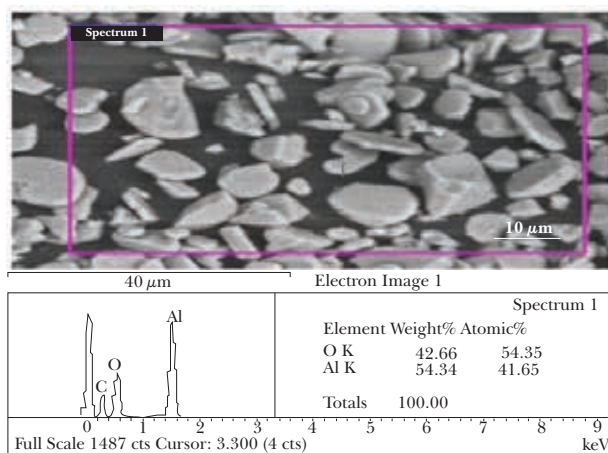 Spectrum 1
10 μm
40 μm
Electron Image 1
Spectrum 1
Element Weight% Atomic%
O K 42.66 54.35
Al K 54.34 41.65
Totals 100.00
Al
O
C
0 1 2 3 4 5 6 7 8 9
Full Scale 1487 cts Cursor: 3.300 (4 cts) keV